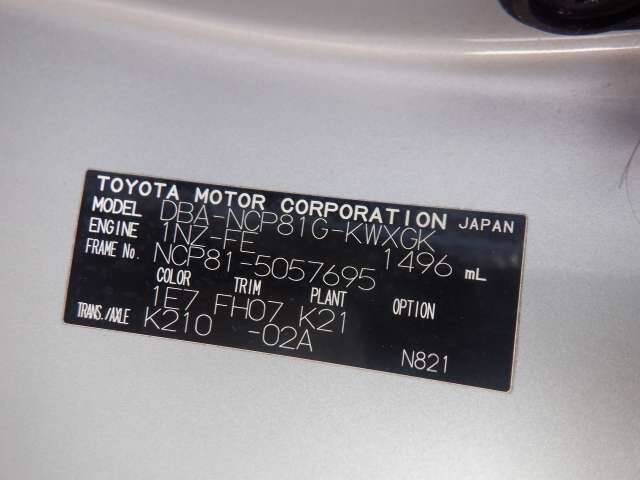 TOYOTA MOTOR CORPORATION JAPAN
MODEL DBA-NCP81G-KWXGK
ENGINE 1NZ-FE 1496 mL
FRAME No. NCP81-5057695
COLOR TRIM PLANT OPTION
1E7 FH07 K21
TRANS./AXLE K210 -02A
N821